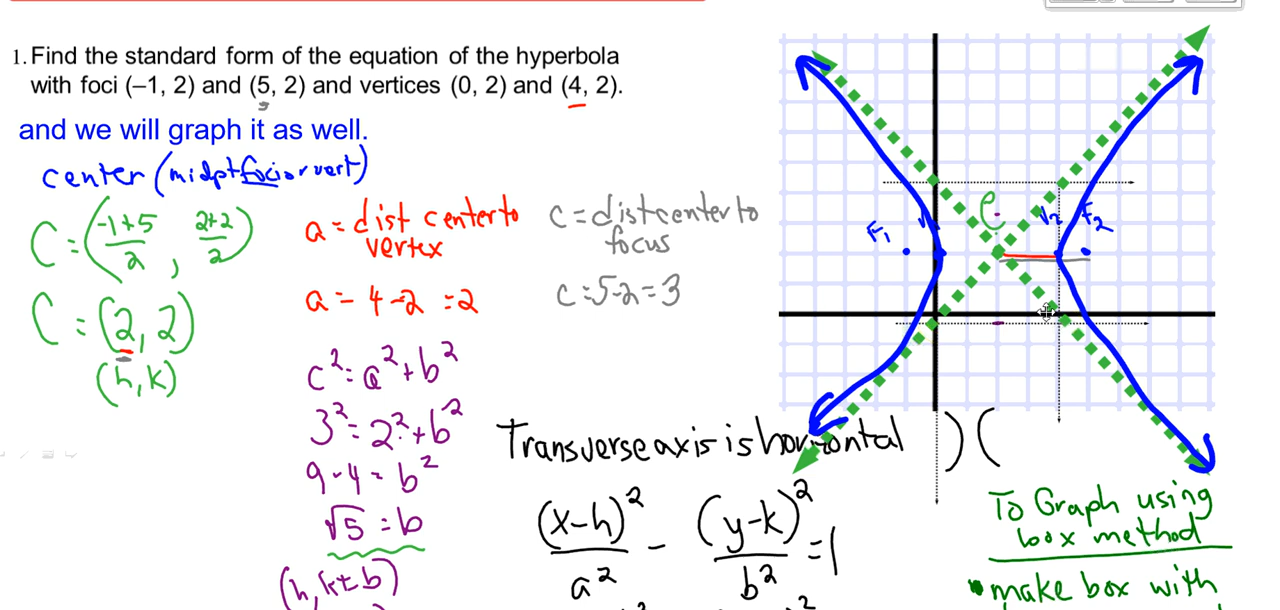 1. Find the standard form of the equation of the hyperbola
with foci (−1, 2) and (5, 2) and vertices (0, 2) and (4, 2).
and we will graph it as well.
center (midpt foci or vert)
C = (-1+5/2, 2+2/2)
C = (2, 2)
(h, k)
a = dist center to
vertex
a = 4-2 = 2
c = dist center to
focus
c = 5-2 = 3
c² = a² + b²
3² = 2² + b²
9-4 = b²
√5 = b
(h, k±b)
F₁
C
V₂
F₂
Transverse axis is horizontal )(
(x-h)²/a² - (y-k)²/b² = 1
To Graph using
box method
• make box with